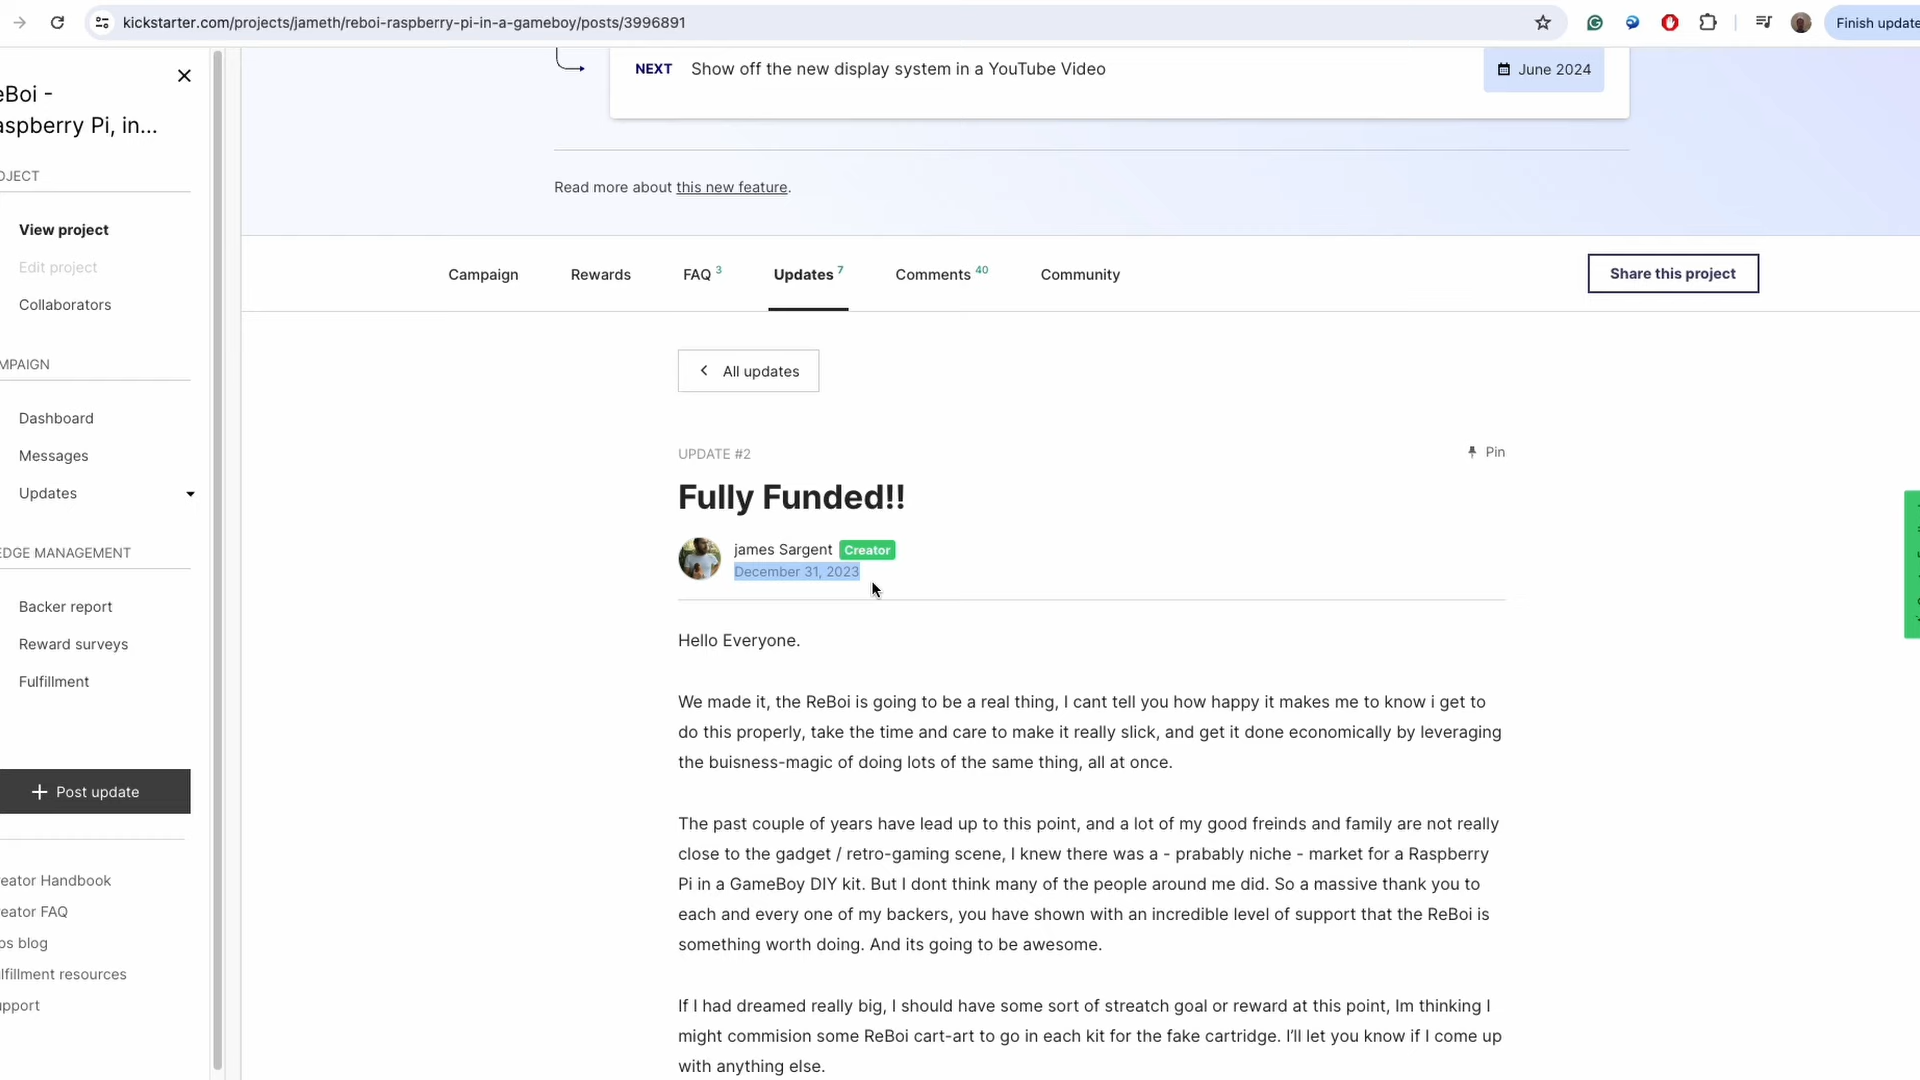 kickstarter.com/projects/jameth/reboi-raspberry-pi-in-a-gameboy/posts/3996891
Finish update
eBoi -
aspberry Pi, in...
OJECT
View project
Edit project
Collaborators
MPAIGN
Dashboard
Messages
Updates
EDGE MANAGEMENT
Backer report
Reward surveys
Fulfillment
Post update
eator Handbook
eator FAQ
ps blog
lfillment resources
pport
NEXT Show off the new display system in a YouTube Video June 2024
Read more about this new feature.
Campaign Rewards FAQ 3 Updates 7 Comments 40 Community Share this project
All updates
UPDATE #2 Pin
Fully Funded!!
james Sargent Creator
December 31, 2023
Hello Everyone.
We made it, the ReBoi is going to be a real thing, I cant tell you how happy it makes me to know i get to
do this properly, take the time and care to make it really slick, and get it done economically by leveraging
the buisness-magic of doing lots of the same thing, all at once.
The past couple of years have lead up to this point, and a lot of my good freinds and family are not really
close to the gadget / retro-gaming scene, I knew there was a - prabably niche - market for a Raspberry
Pi in a GameBoy DIY kit. But I dont think many of the people around me did. So a massive thank you to
each and every one of my backers, you have shown with an incredible level of support that the ReBoi is
something worth doing. And its going to be awesome.
If I had dreamed really big, I should have some sort of streatch goal or reward at this point, Im thinking I
might commision some ReBoi cart-art to go in each kit for the fake cartridge. I'll let you know if I come up
with anything else.